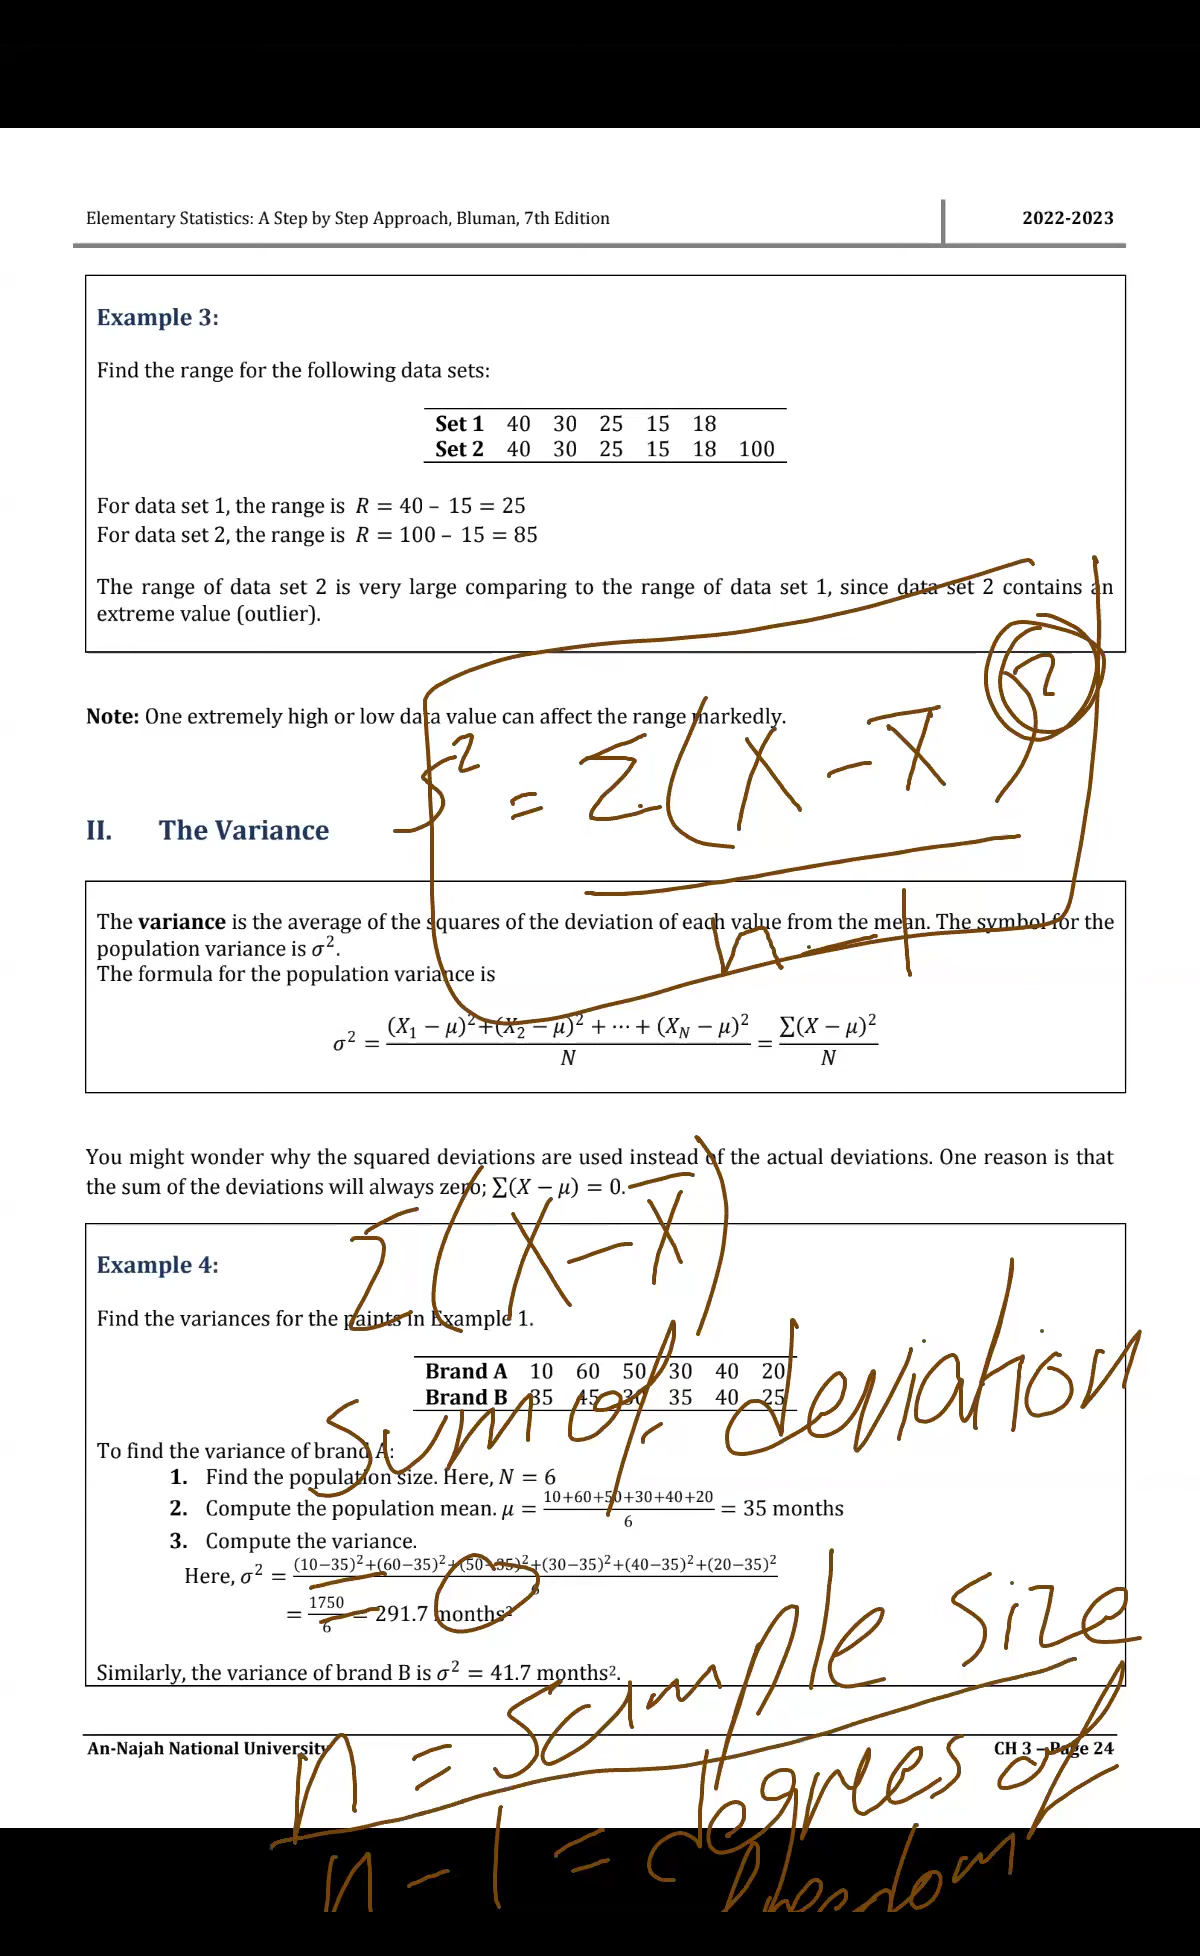 Elementary Statistics: A Step by Step Approach, Bluman, 7th Edition 2022-2023
Example 3:
Find the range for the following data sets:
Set 1 40 30 25 15 18
Set 2 40 30 25 15 18 100
For data set 1, the range is R = 40 – 15 = 25
For data set 2, the range is R = 100 – 15 = 85
The range of data set 2 is very large comparing to the range of data set 1, since data set 2 contains an
extreme value (outlier).
Note: One extremely high or low data value can affect the range markedly.
s² = Σ(X – X̄)²
n – 1
II. The Variance
The variance is the average of the squares of the deviation of each value from the mean. The symbol for the
population variance is σ².
The formula for the population variance is
σ² = (X₁ − μ)²+(X₂ − μ)² + ⋯ + (X_N − μ)² / N = Σ(X − μ)² / N
You might wonder why the squared deviations are used instead of the actual deviations. One reason is that
the sum of the deviations will always zero; Σ(X − μ) = 0.
Σ(X – X̄)
Example 4:
Find the variances for the paints in Example 1.
Brand A 10 60 50 30 40 20
Brand B 35 45 30 35 40 25
sum of deviation
To find the variance of brand A:
1. Find the population size. Here, N = 6
2. Compute the population mean. μ = 10+60+50+30+40+20 / 6 = 35 months
3. Compute the variance.
Here, σ² = (10−35)²+(60−35)²+(50−35)²+(30−35)²+(40−35)²+(20−35)² / 6
= 1750 / 6 = 291.7 months²
= 0
Similarly, the variance of brand B is σ² = 41.7 months².
n = sample size
An-Najah National University CH 3 – Page 24
n – 1 = degrees of
freedom